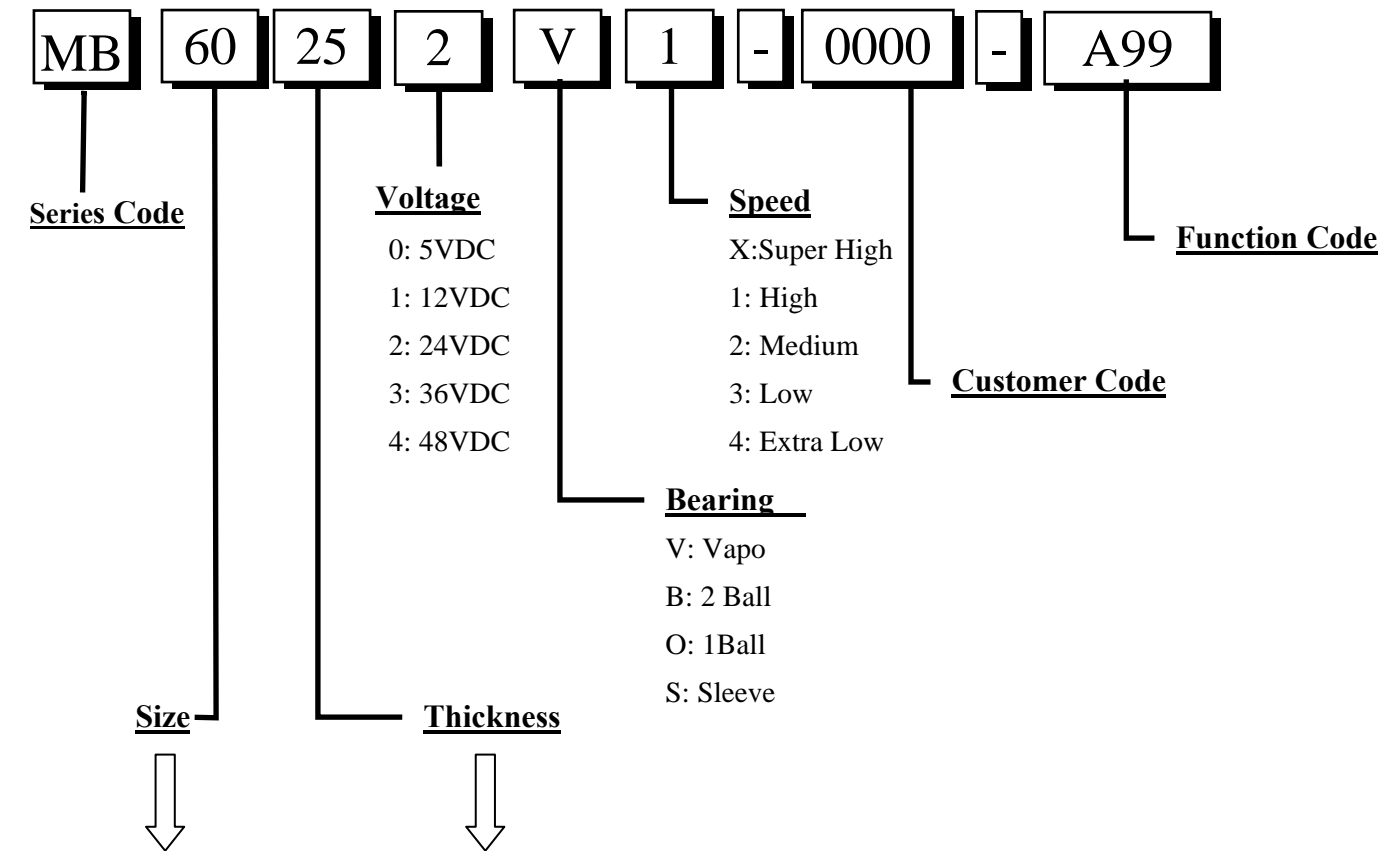 MB 60 25 2 V 1 - 0000 - A99
Series Code
Voltage
0: 5VDC
1: 12VDC
2: 24VDC
3: 36VDC
4: 48VDC
Speed
X:Super High
1: High
2: Medium
3: Low
4: Extra Low
Function Code
Customer Code
Bearing
V: Vapo
B: 2 Ball
O: 1Ball
S: Sleeve
Size
Thickness